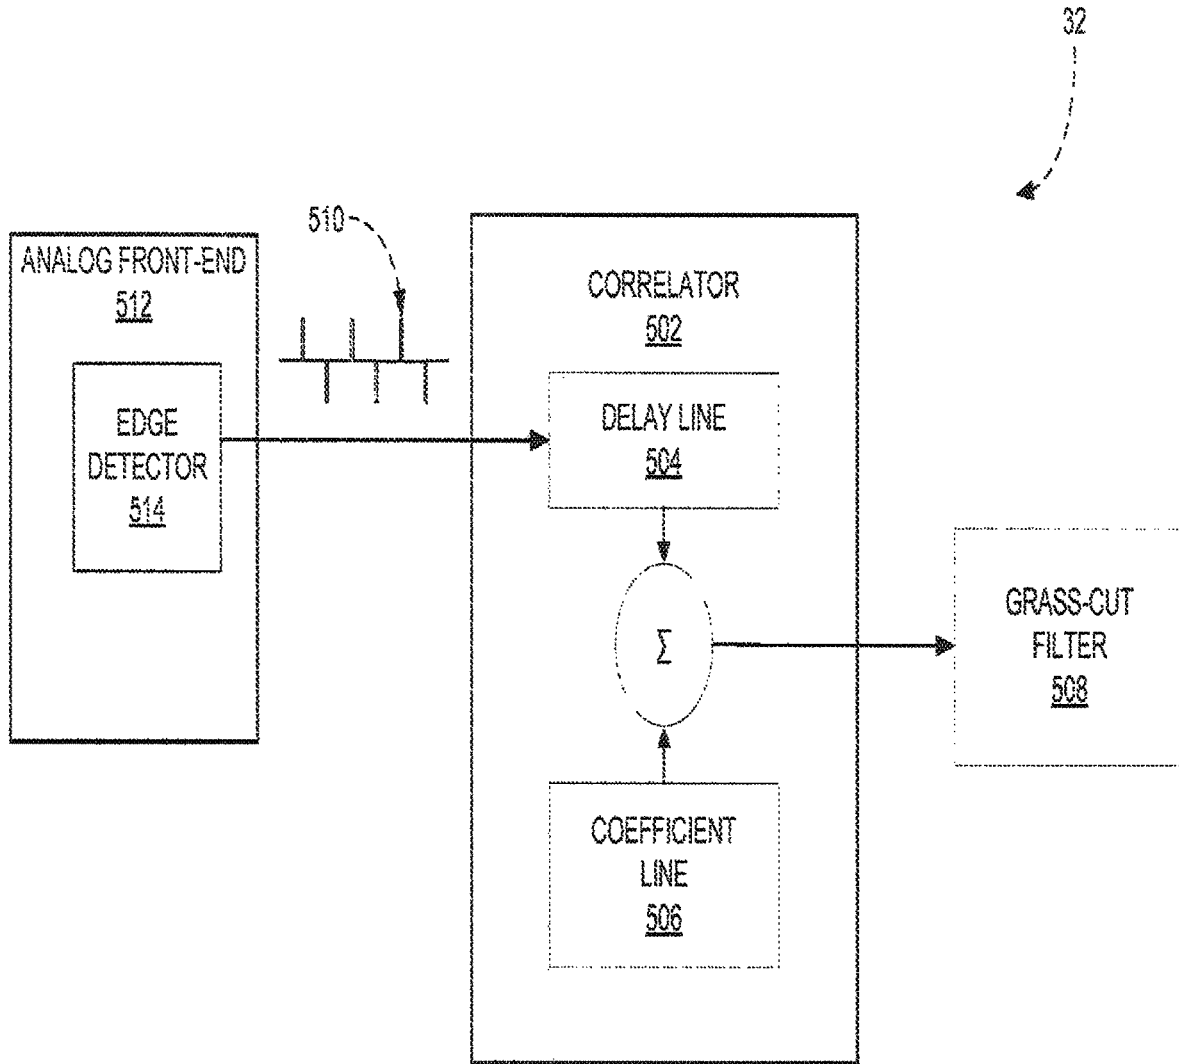 32
510
ANALOG FRONT-END
512
EDGE
DETECTOR
514
CORRELATOR
502
DELAY LINE
504
Σ
COEFFICIENT
LINE
506
GRASS-CUT
FILTER
508